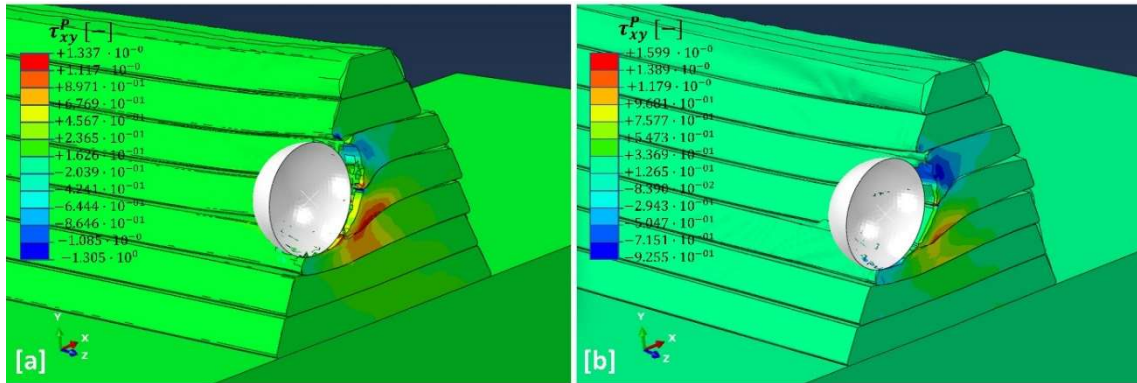 τᴾxy [−]
+1.337 · 10⁻⁰
+1.117 · 10⁻⁰
+8.971 · 10⁻⁰¹
+6.769 · 10⁻⁰¹
+4.567 · 10⁻⁰¹
+2.365 · 10⁻⁰¹
+1.626 · 10⁻⁰¹
−2.039 · 10⁻⁰¹
−4.241 · 10⁻⁰¹
−6.444 · 10⁻⁰¹
−8.646 · 10⁻⁰¹
−1.085 · 10⁻⁰
−1.305 · 10⁰
Y
X
Z
[a]
τᴾxy [−]
+1.599 · 10⁻⁰
+1.389 · 10⁻⁰
+1.179 · 10⁻⁰
+9.681 · 10⁻⁰¹
+7.577 · 10⁻⁰¹
+5.473 · 10⁻⁰¹
+3.369 · 10⁻⁰¹
+1.265 · 10⁻⁰¹
−8.390 · 10⁻⁰²
−2.943 · 10⁻⁰¹
−5.047 · 10⁻⁰¹
−7.151 · 10⁻⁰¹
−9.255 · 10⁻⁰¹
Y
X
Z
[b]